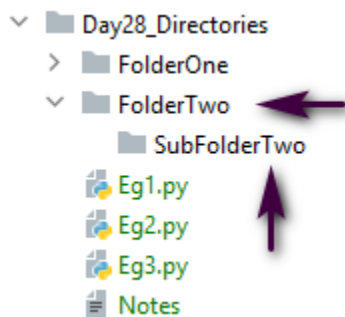 Day28_Directories
FolderOne
FolderTwo
SubFolderTwo
Eg1.py
Eg2.py
Eg3.py
Notes